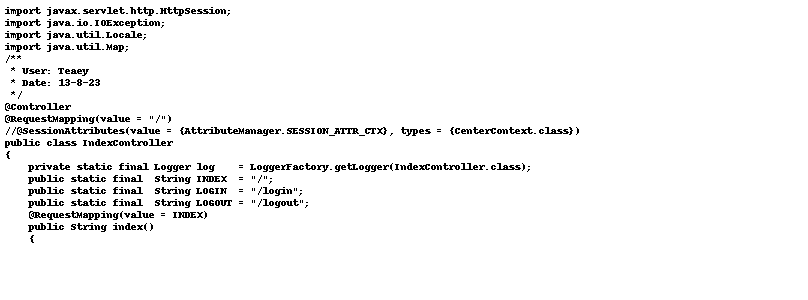 import javax.servlet.http.HttpSession;
import java.io.IOException;
import java.util.Locale;
import java.util.Map;
/**
 * User: Teaey
 * Date: 13-8-23
 */
@Controller
@RequestMapping(value = "/")
//@SessionAttributes(value = {AttributeManager.SESSION_ATTR_CTX}, types = {CenterContext.class})
public class IndexController
{
    private static final Logger log    = LoggerFactory.getLogger(IndexController.class);
    public static final  String INDEX  = "/";
    public static final  String LOGIN  = "/login";
    public static final  String LOGOUT = "/logout";
    @RequestMapping(value = INDEX)
    public String index()
    {